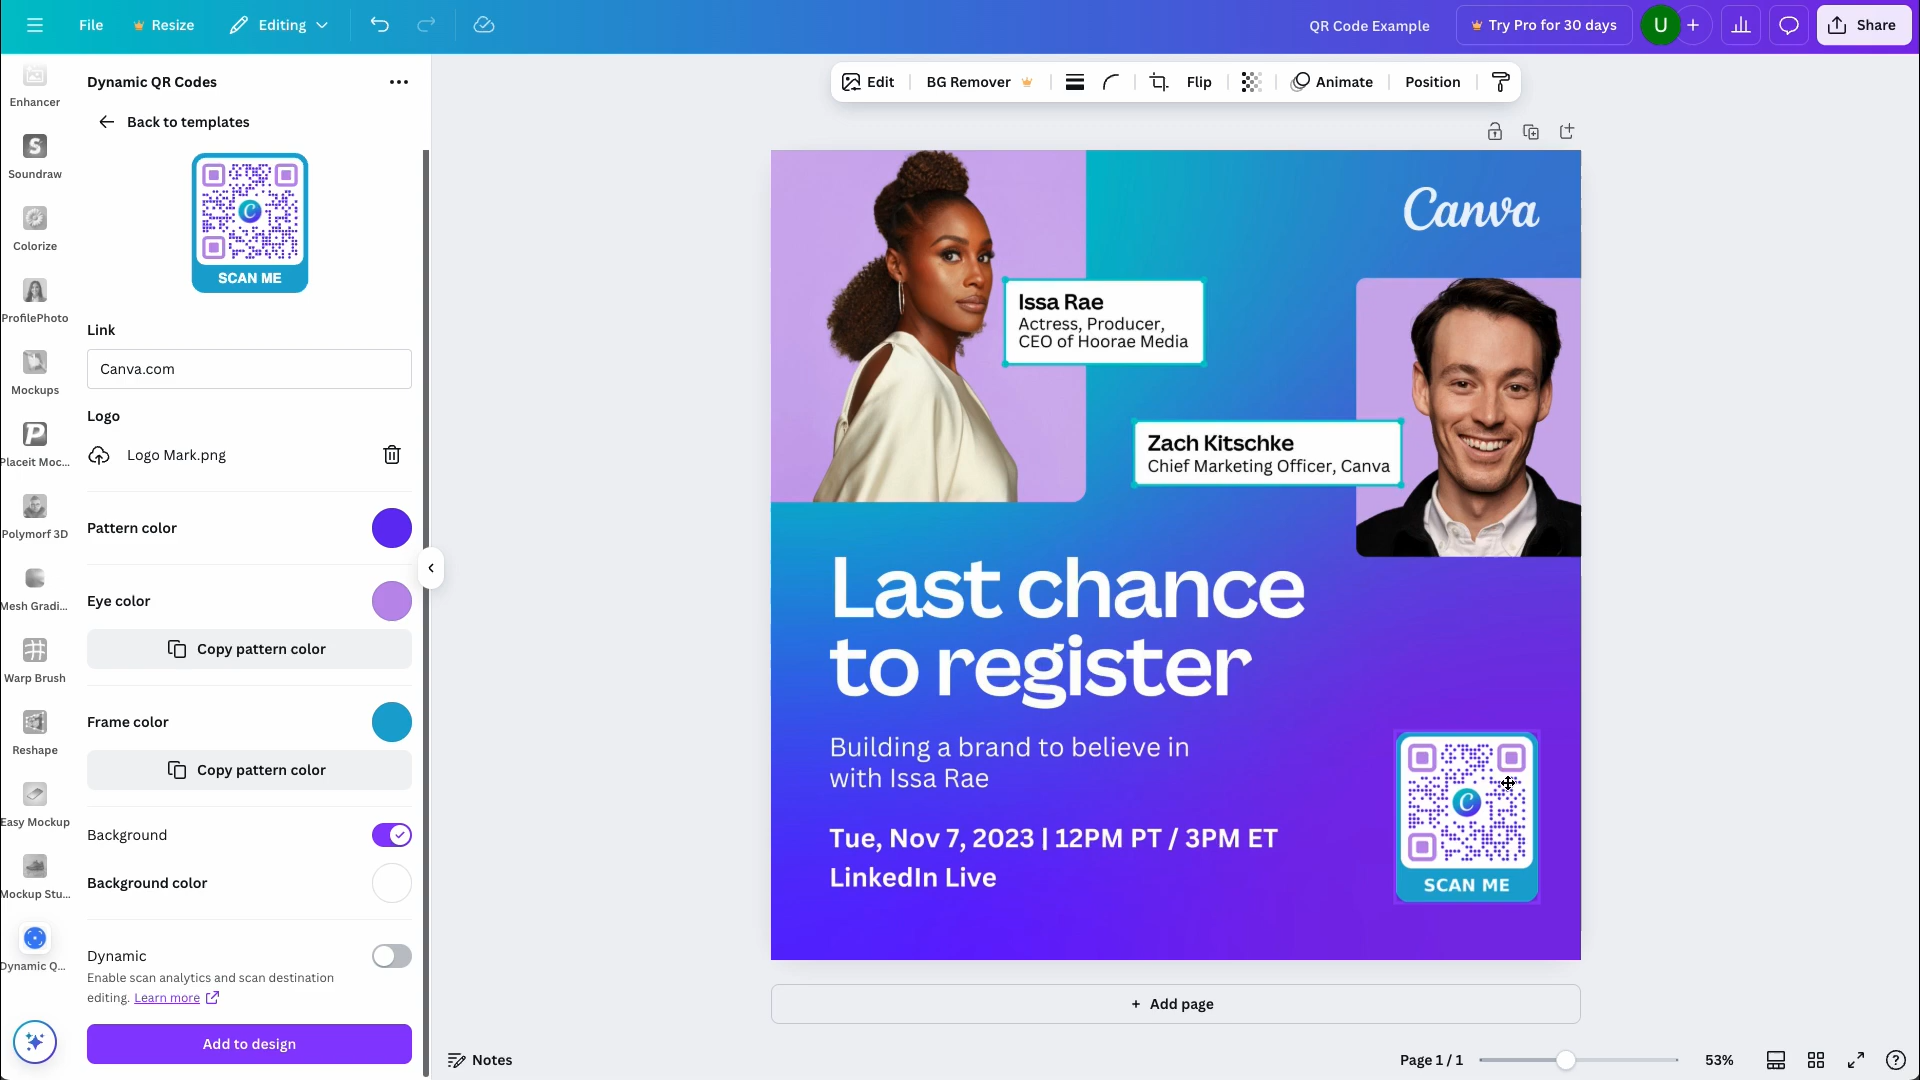 File
Resize
Editing
QR Code Example
Try Pro for 30 days
U
Share
Enhancer
Soundraw
Colorize
ProfilePhoto
Mockups
Placeit Moc...
Polymorf 3D
Mesh Gradi...
Warp Brush
Reshape
Easy Mockup
Mockup Stu...
Dynamic Q...
Dynamic QR Codes
Back to templates
C
SCAN ME
Link
Canva.com
Logo
Logo Mark.png
Pattern color
Eye color
Copy pattern color
Frame color
Copy pattern color
Background
Background color
Dynamic
Enable scan analytics and scan destination
editing. Learn more
Add to design
Edit
BG Remover
Flip
Animate
Position
Canva
Issa Rae
Actress, Producer,
CEO of Hoorae Media
Zach Kitschke
Chief Marketing Officer, Canva
Last chance
to register
Building a brand to believe in
with Issa Rae
Tue, Nov 7, 2023 | 12PM PT / 3PM ET
LinkedIn Live
C
SCAN ME
+ Add page
Notes
Page 1 / 1
53%